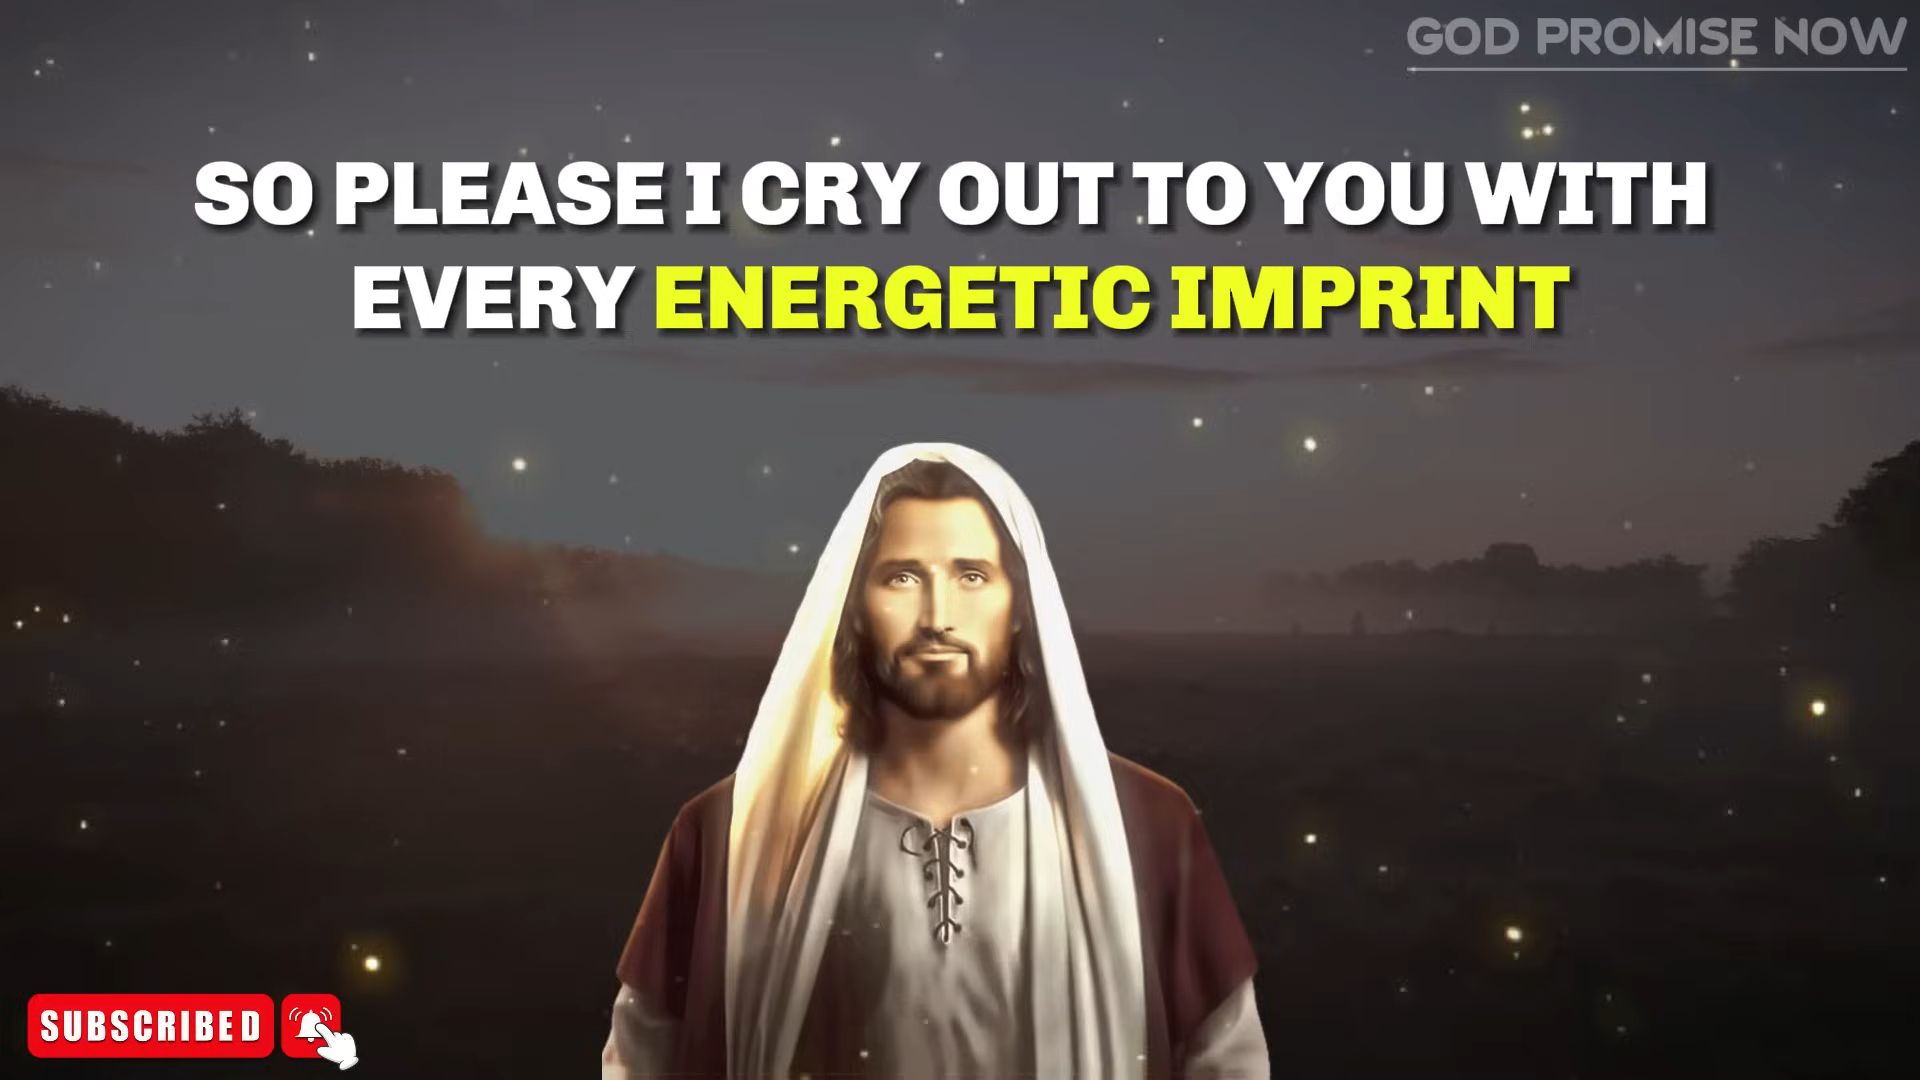 GOD PROMISE NOW
SO PLEASE I CRY OUT TO YOU WITH
EVERY ENERGETIC IMPRINT
SUBSCRIBED